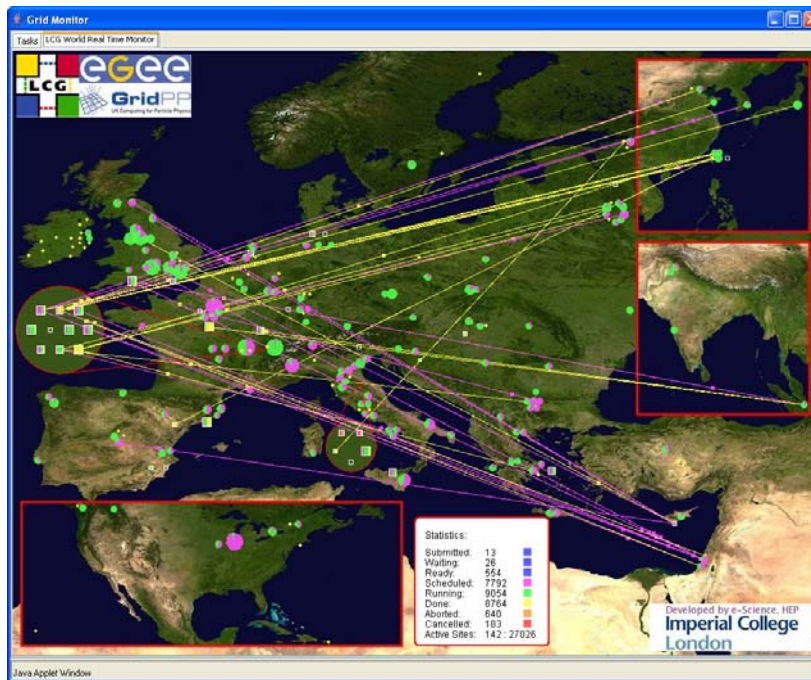 Grid Monitor
Tasks
LCG World Real Time Monitor
LCG
eGee
GridPP
UK Computing for Particle Physics
Statistics:
Submitted: 13
Waiting: 26
Ready: 554
Scheduled: 7792
Running: 9054
Done: 8764
Aborted: 640
Cancelled: 183
Active Sites: 142 : 27026
Developed by e-Science, HEP
Imperial College
London
Java Applet Window